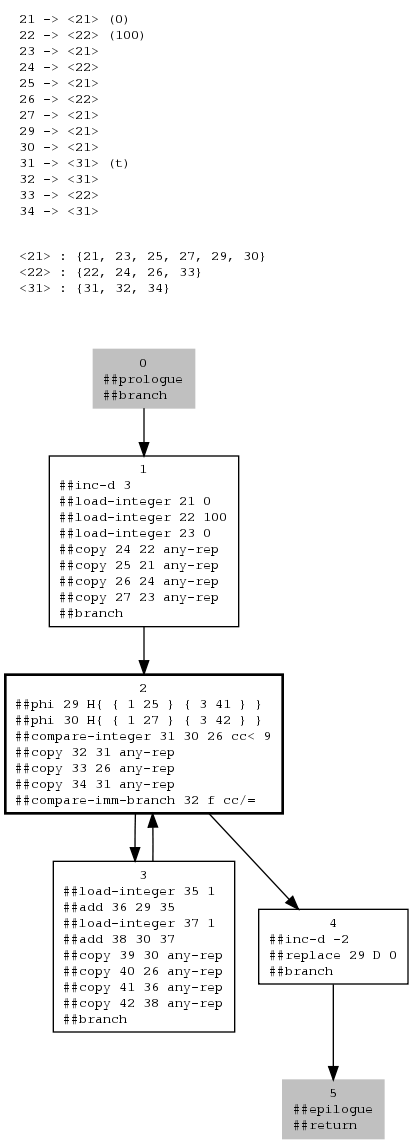 21 -> <21> (0)
22 -> <22> (100)
23 -> <21>
24 -> <22>
25 -> <21>
26 -> <22>
27 -> <21>
29 -> <21>
30 -> <21>
31 -> <31> (t)
32 -> <31>
33 -> <22>
34 -> <31>
<21> : {21, 23, 25, 27, 29, 30}
<22> : {22, 24, 26, 33}
<31> : {31, 32, 34}
0
##prologue
##branch
1
##inc-d 3
##load-integer 21 0
##load-integer 22 100
##load-integer 23 0
##copy 24 22 any-rep
##copy 25 21 any-rep
##copy 26 24 any-rep
##copy 27 23 any-rep
##branch
2
##phi 29 H{ { 1 25 } { 3 41 } }
##phi 30 H{ { 1 27 } { 3 42 } }
##compare-integer 31 30 26 cc< 9
##copy 32 31 any-rep
##copy 33 26 any-rep
##copy 34 31 any-rep
##compare-imm-branch 32 f cc/=
3
##load-integer 35 1
##add 36 29 35
##load-integer 37 1
##add 38 30 37
##copy 39 30 any-rep
##copy 40 26 any-rep
##copy 41 36 any-rep
##copy 42 38 any-rep
##branch
4
##inc-d -2
##replace 29 D 0
##branch
5
##epilogue
##return